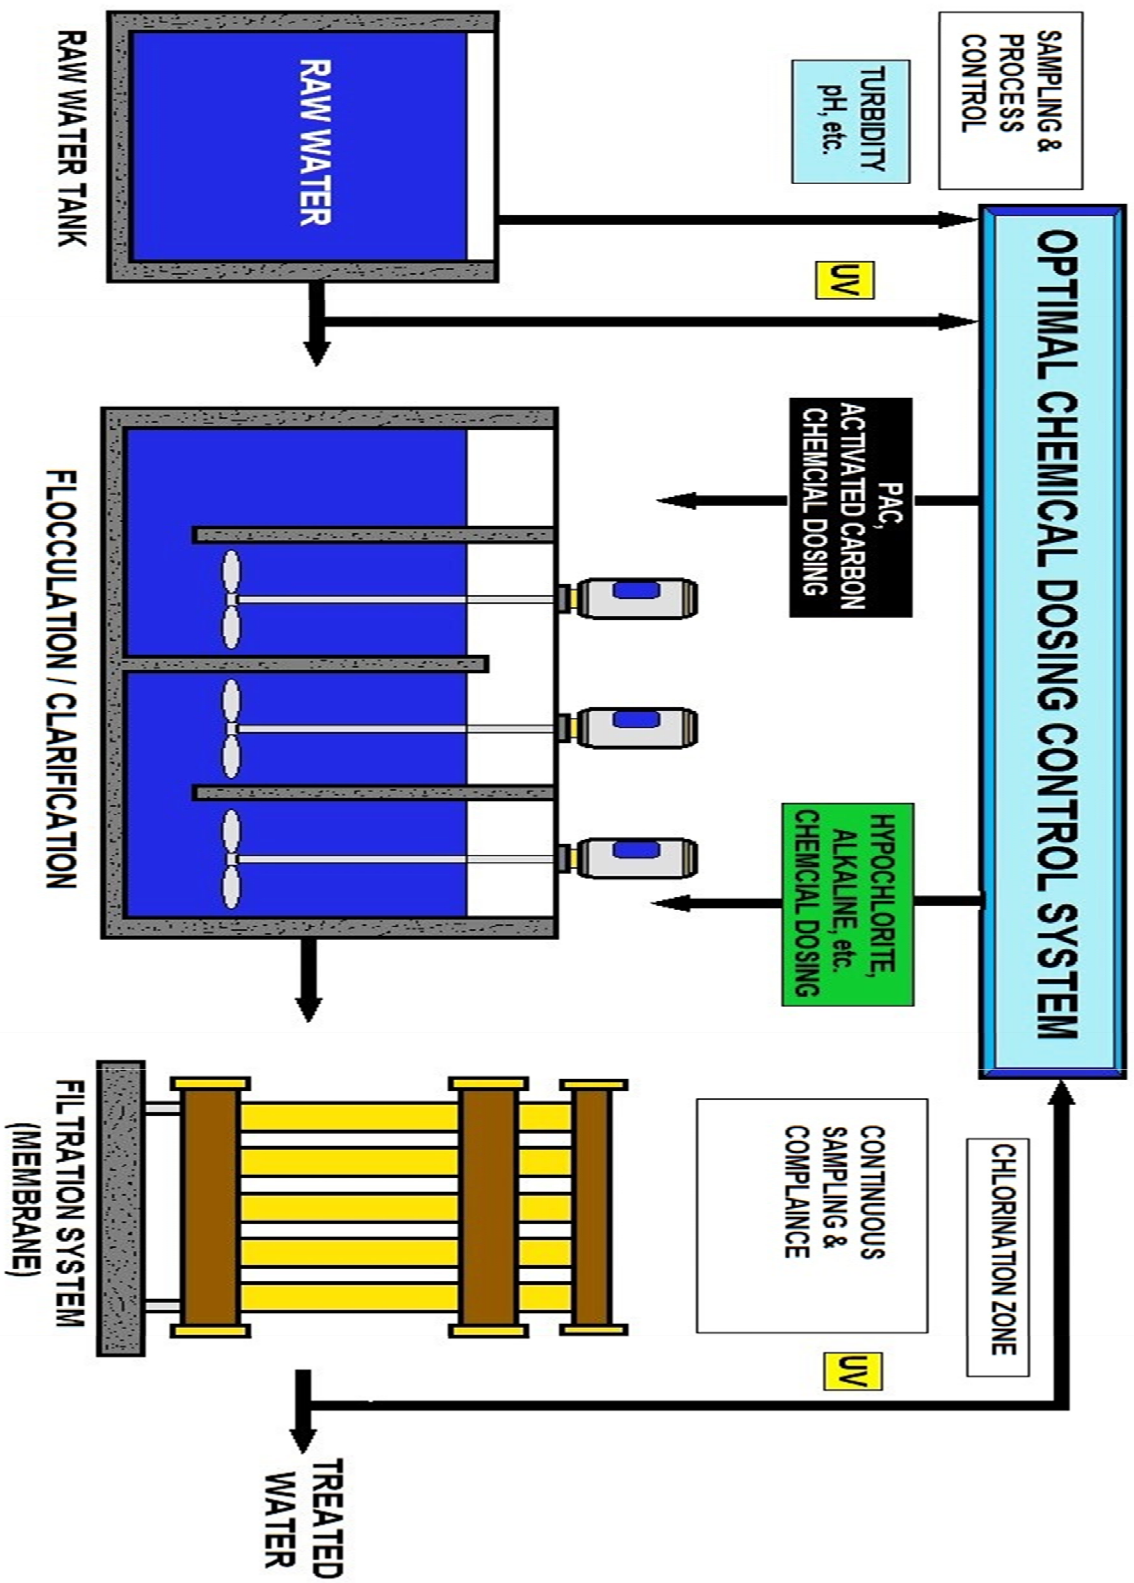 SAMPLING &
PROCESS
CONTROL
TURBIDITY
pH, etc.
OPTIMAL CHEMICAL DOSING CONTROL SYSTEM
UV
PAC,
ACTIVATED CARBON
CHEMCIAL DOSING
HYPOCHLORITE,
ALKALINE, etc.
CHEMCIAL DOSING
CHLORINATION ZONE
CONTINUOUS
SAMPLING &
COMPLAINCE
UV
RAW WATER
RAW WATER TANK
FLOCCULATION / CLARIFICATION
FILTRATION SYSTEM
(MEMBRANE)
TREATED
WATER